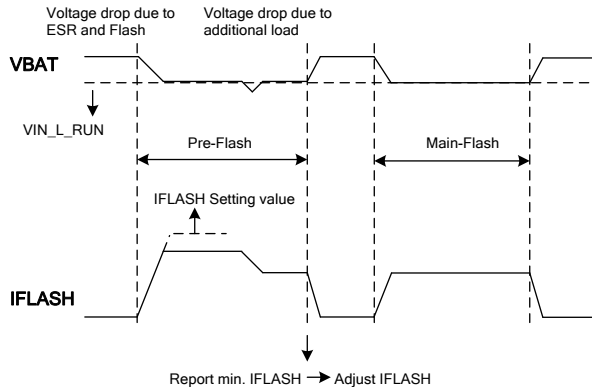 Voltage drop due to
ESR and Flash
Voltage drop due to
additional load
VBAT
VIN_L_RUN
Pre-Flash
Main-Flash
IFLASH Setting value
IFLASH
Report min. IFLASH
Adjust IFLASH